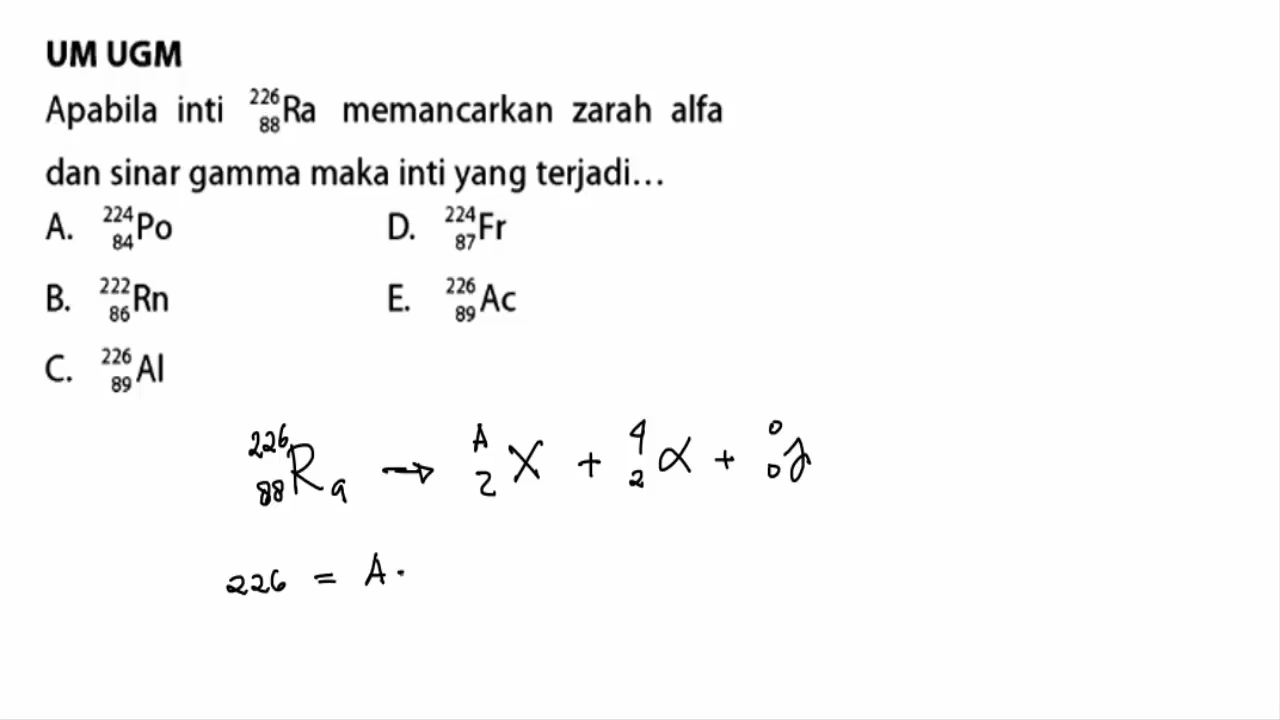 UM UGM
Apabila inti ²²⁶₈₈Ra memancarkan zarah alfa
dan sinar gamma maka inti yang terjadi...
A. ²²⁴₈₄Po
B. ²²²₈₆Rn
C. ²²⁶₈₉Al
D. ²²⁴₈₇Fr
E. ²²⁶₈₉Ac
²²⁶₈₈Ra → ᴬ₂X + ⁴₂α + ⁰₀γ
226 = A.